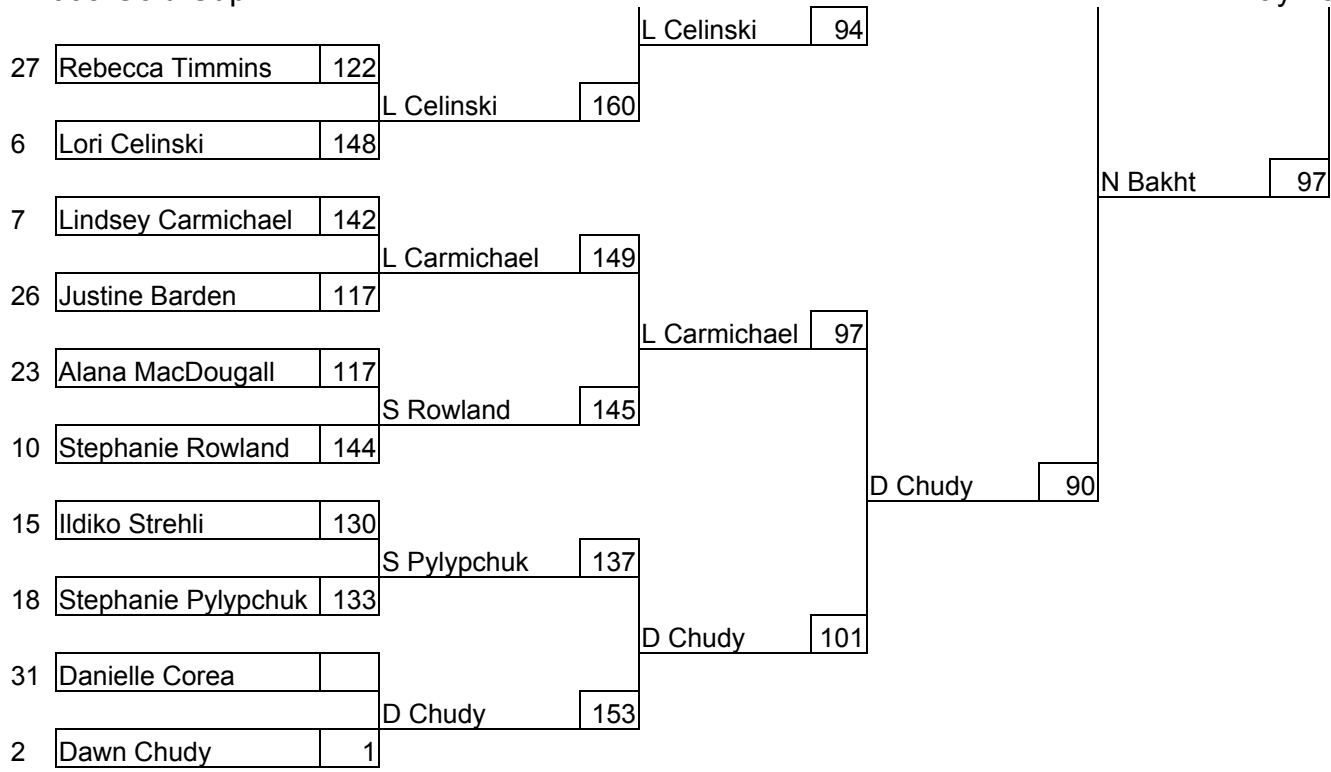 L Celinski 94
27 Rebecca Timmins 122
L Celinski 160
6 Lori Celinski 148
N Bakht 97
7 Lindsey Carmichael 142
L Carmichael 149
26 Justine Barden 117
L Carmichael 97
23 Alana MacDougall 117
S Rowland 145
10 Stephanie Rowland 144
D Chudy 90
15 Ildiko Strehli 130
S Pylypchuk 137
18 Stephanie Pylypchuk 133
D Chudy 101
31 Danielle Corea
D Chudy 153
2 Dawn Chudy 1